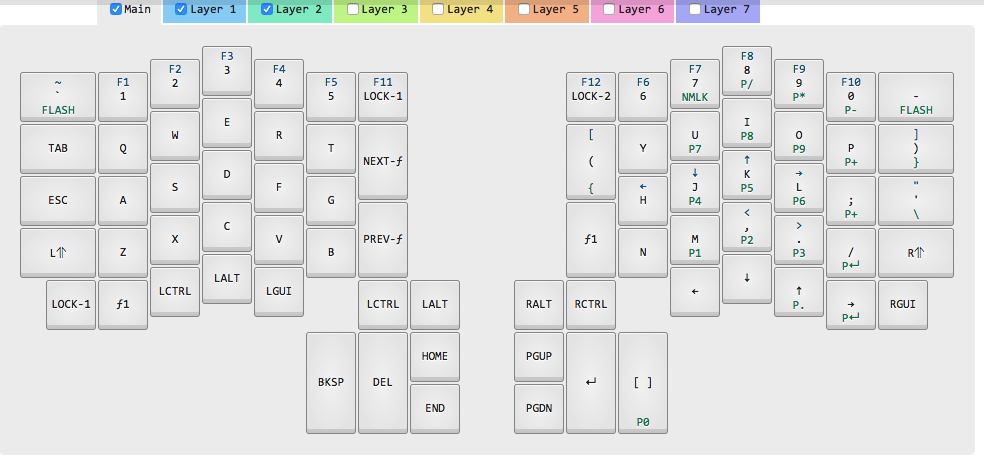 Main Layer 1 Layer 2 Layer 3 Layer 4 Layer 5 Layer 6 Layer 7
~
`
FLASH
F1
1
F2
2
F3
3
F4
4
F5
5
F11
LOCK-1
F12
LOCK-2
F6
6
F7
7
NMLK
F8
8
P/
F9
9
P*
F10
0
P-
-
FLASH
TAB
Q
W
E
R
T
NEXT-ƒ
[
(
{
Y
U
P7
I
P8
O
P9
P
P+
]
)
}
ESC
A
S
D
F
G
←
H
↓
J
P4
↑
K
P5
→
L
P6
;
P+
"
'
\
L⇑
Z
X
C
V
B
PREV-ƒ
ƒ1
N
M
P1
<
,
P2
>
.
P3
/
P↵
R⇑
LOCK-1
ƒ1
LCTRL
LALT
LGUI
LCTRL
LALT
RALT
RCTRL
←
↓
↑
P.
→
P↵
RGUI
BKSP
DEL
HOME
END
PGUP
PGDN
↵
[ ]
P0